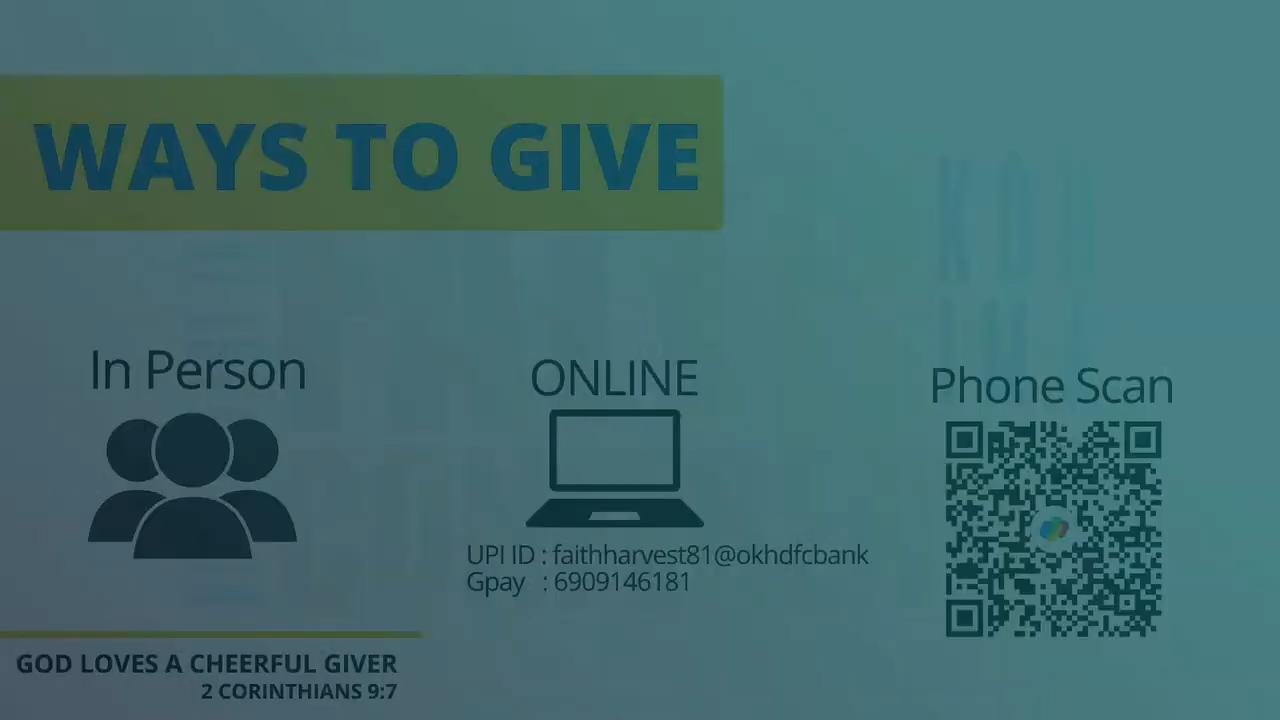 WAYS TO GIVE
In Person
ONLINE
Phone Scan
UPI ID : faithharvest81@okhdfcbank
Gpay : 6909146181
GOD LOVES A CHEERFUL GIVER
2 CORINTHIANS 9:7